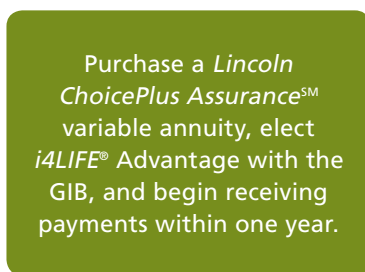 Purchase a Lincoln
ChoicePlus Assurance℠
variable annuity, elect
i4LIFE® Advantage with the
GIB, and begin receiving
payments within one year.